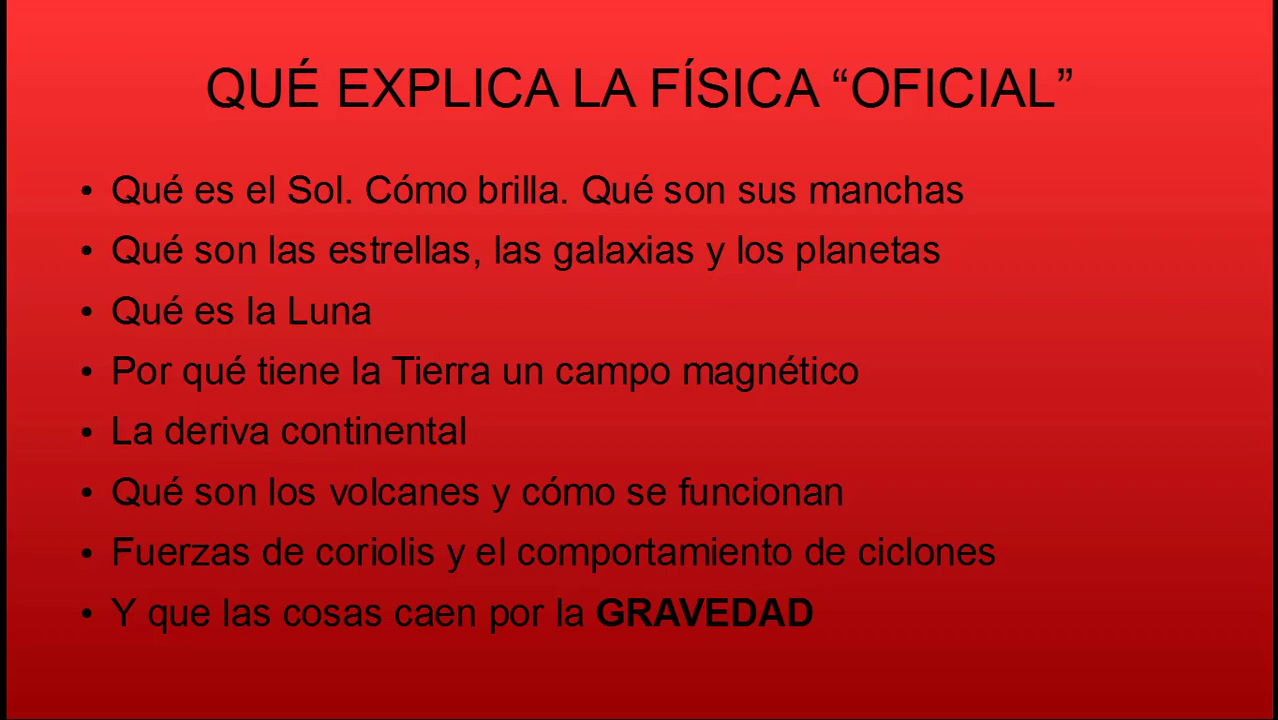 QUÉ EXPLICA LA FÍSICA “OFICIAL”
• Qué es el Sol. Cómo brilla. Qué son sus manchas
• Qué son las estrellas, las galaxias y los planetas
• Qué es la Luna
• Por qué tiene la Tierra un campo magnético
• La deriva continental
• Qué son los volcanes y cómo se funcionan
• Fuerzas de coriolis y el comportamiento de ciclones
• Y que las cosas caen por la GRAVEDAD